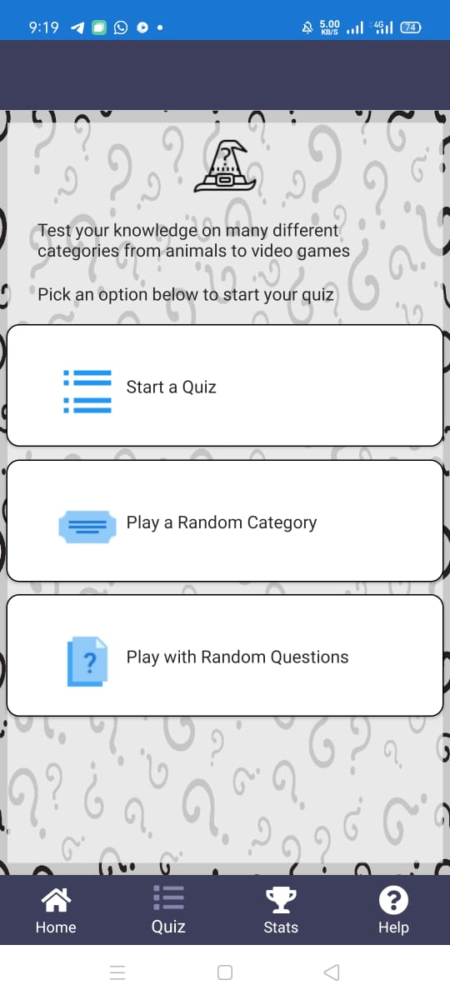 9:19
5.00
KB/S
4G
74
?
Test your knowledge on many different
categories from animals to video games
Pick an option below to start your quiz
Start a Quiz
Play a Random Category
?
Play with Random Questions
?
Home
Quiz
Stats
Help